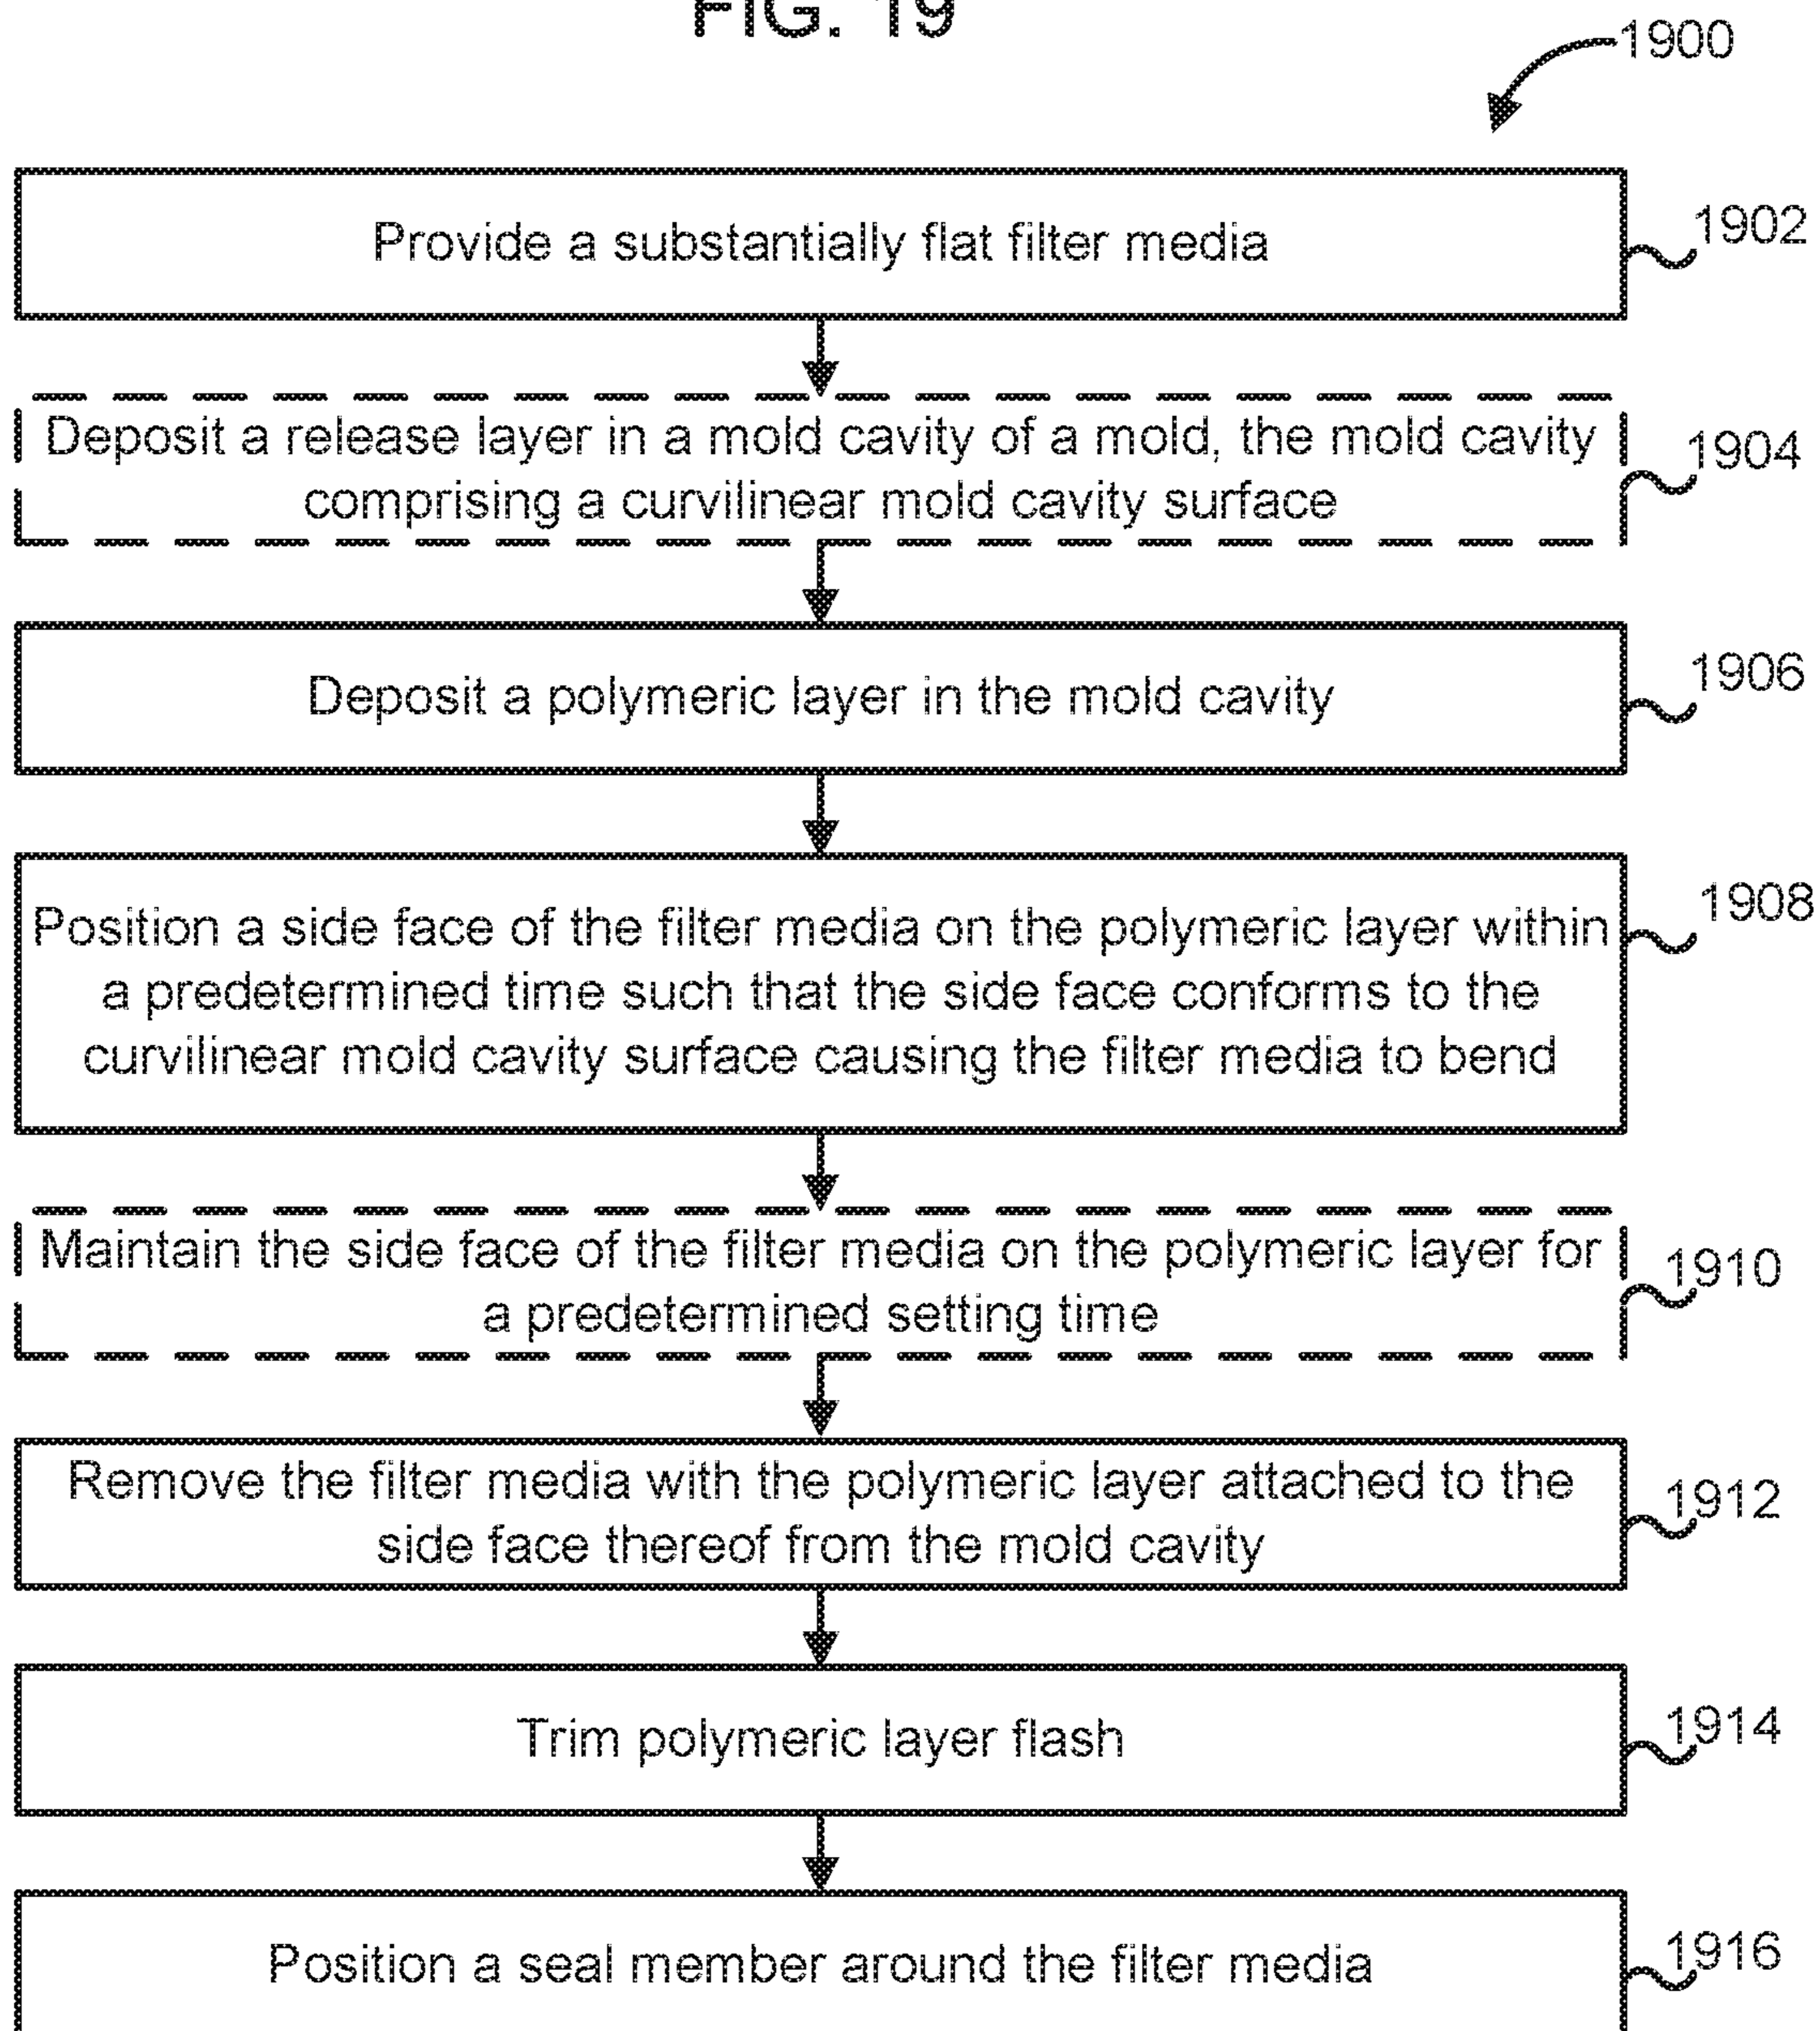 FIG. 19
1900
Provide a substantially flat filter media
1902
Deposit a release layer in a mold cavity of a mold, the mold cavity
comprising a curvilinear mold cavity surface
1904
Deposit a polymeric layer in the mold cavity
1906
Position a side face of the filter media on the polymeric layer within
a predetermined time such that the side face conforms to the
curvilinear mold cavity surface causing the filter media to bend
1908
Maintain the side face of the filter media on the polymeric layer for
a predetermined setting time
1910
Remove the filter media with the polymeric layer attached to the
side face thereof from the mold cavity
1912
Trim polymeric layer flash
1914
Position a seal member around the filter media
1916